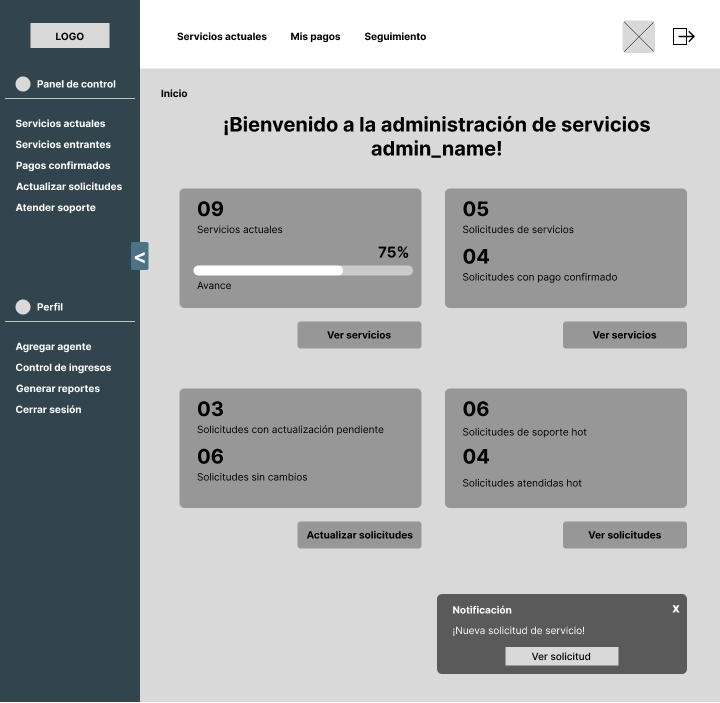 LOGO
Panel de control
Servicios actuales
Servicios entrantes
Pagos confirmados
Actualizar solicitudes
Atender soporte
<
Perfil
Agregar agente
Control de ingresos
Generar reportes
Cerrar sesión
Servicios actuales Mis pagos Seguimiento
Inicio
¡Bienvenido a la administración de servicios
admin_name!
09
Servicios actuales
75%
Avance
Ver servicios
05
Solicitudes de servicios
04
Solicitudes con pago confirmado
Ver servicios
03
Solicitudes con actualización pendiente
06
Solicitudes sin cambios
Actualizar solicitudes
06
Solicitudes de soporte hot
04
Solicitudes atendidas hot
Ver solicitudes
Notificación X
¡Nueva solicitud de servicio!
Ver solicitud